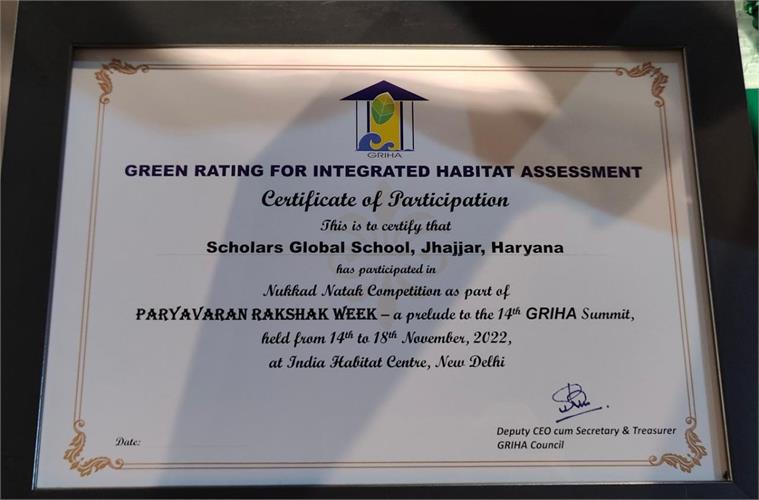 GRIHA
GREEN RATING FOR INTEGRATED HABITAT ASSESSMENT
Certificate of Participation
This is to certify that
Scholars Global School, Jhajjar, Haryana
has participated in
Nukkad Natak Competition as part of
PARYAVARAN RAKSHAK WEEK – a prelude to the 14th GRIHA Summit,
held from 14th to 18th November, 2022,
at India Habitat Centre, New Delhi
Deputy CEO cum Secretary & Treasurer
GRIHA Council
Date: